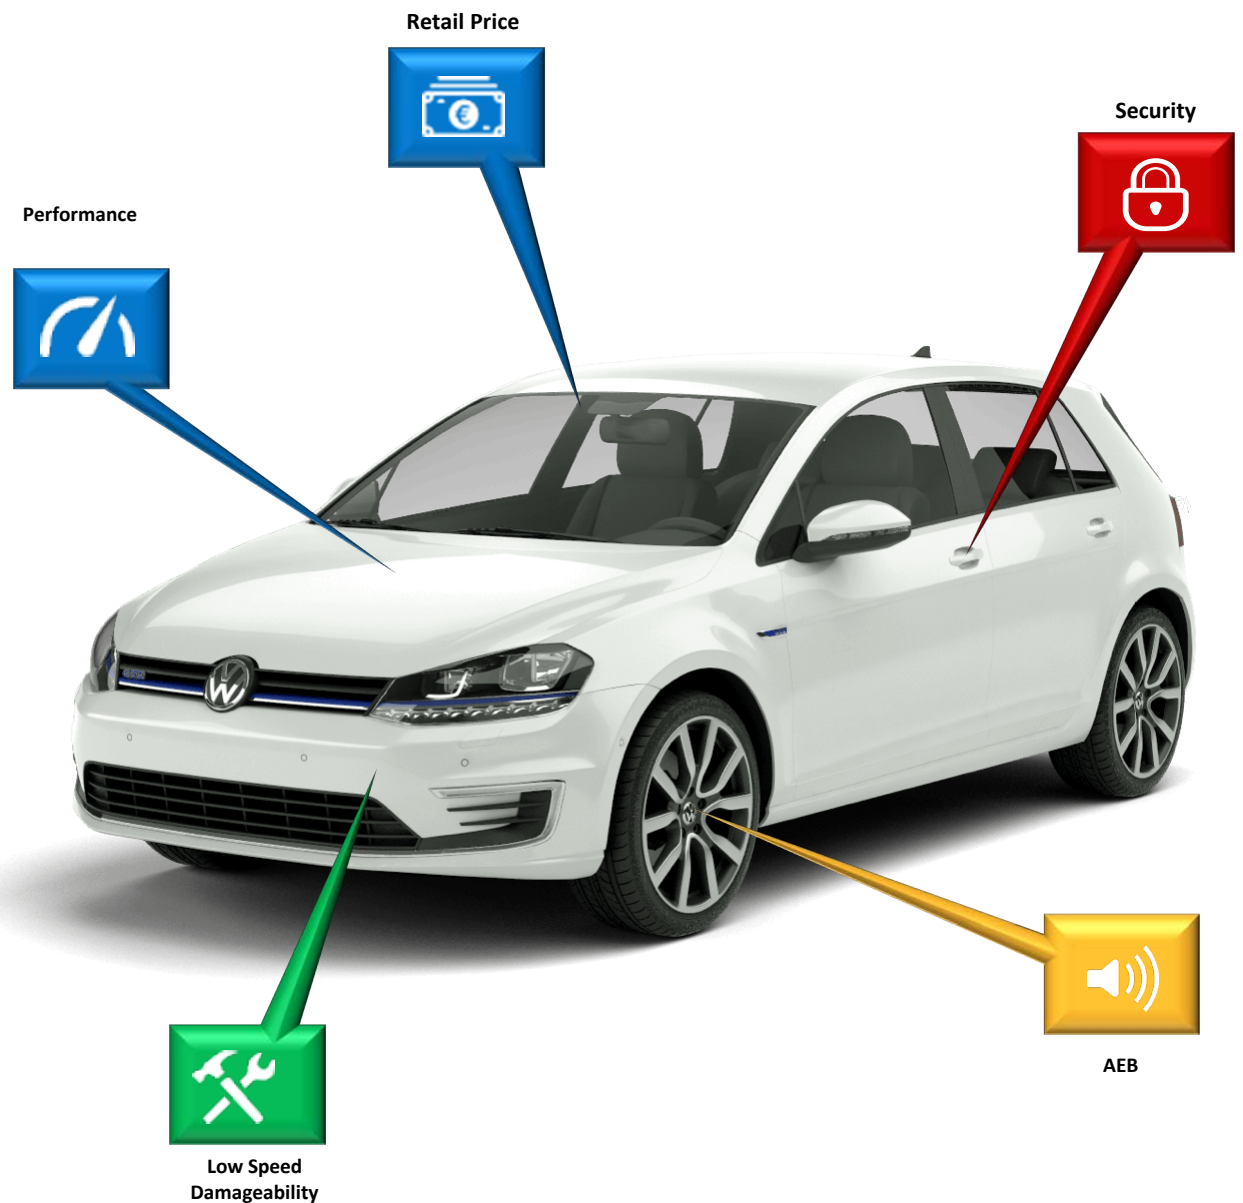 Retail Price
Security
Performance
AEB
Low Speed
Damageability